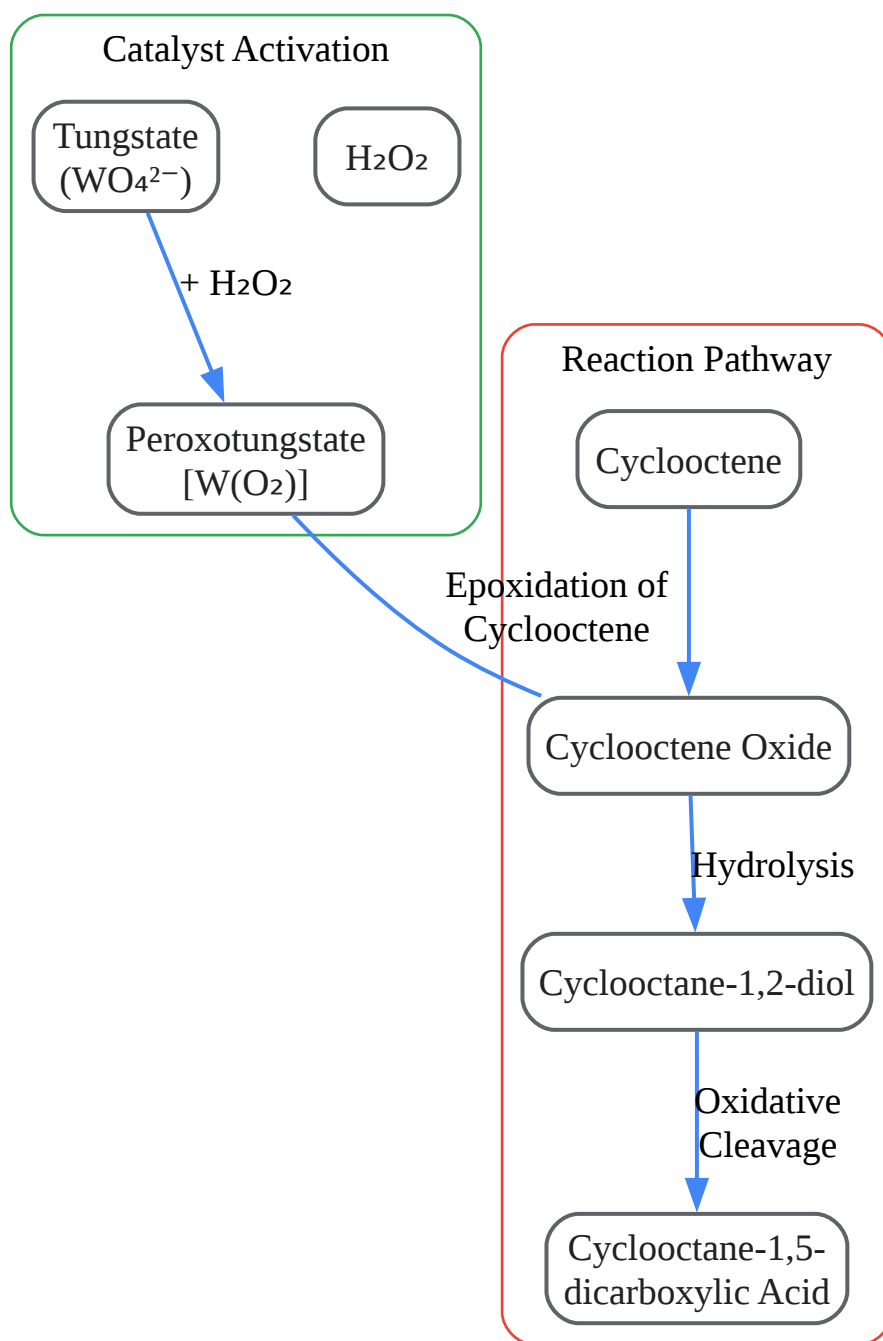 Catalyst Activation
Tungstate
(WO₄²⁻)
H₂O₂
+ H₂O₂
Peroxotungstate
[W(O₂)]
Reaction Pathway
Cyclooctene
Epoxidation of
Cyclooctene
Cyclooctene Oxide
Hydrolysis
Cyclooctane-1,2-diol
Oxidative
Cleavage
Cyclooctane-1,5-
dicarboxylic Acid